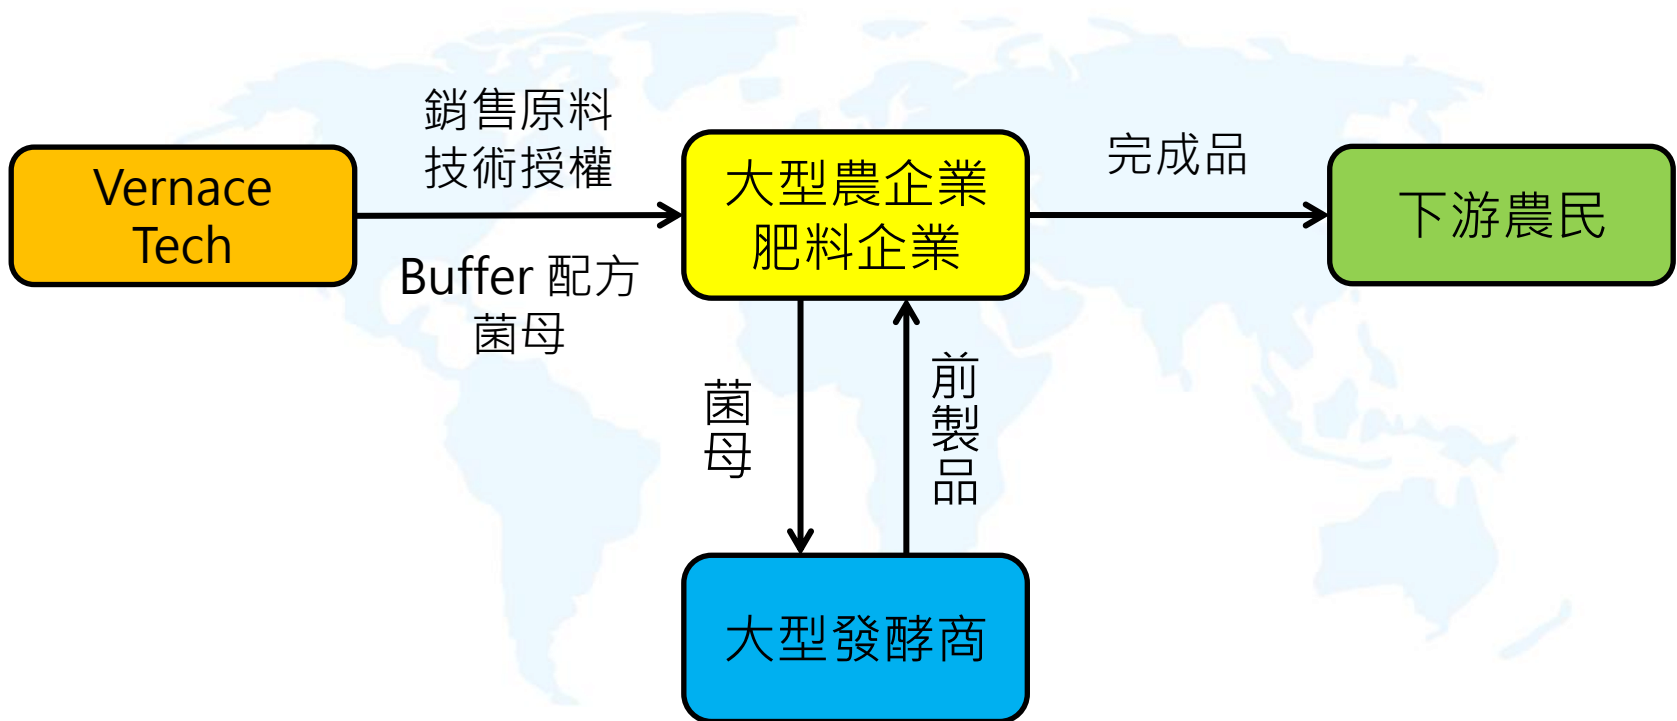 銷售原料
技術授權
Vernace
Tech
Buffer 配方
菌母
大型農企業
肥料企業
完成品
下游農民
菌母
前製品
大型發酵商